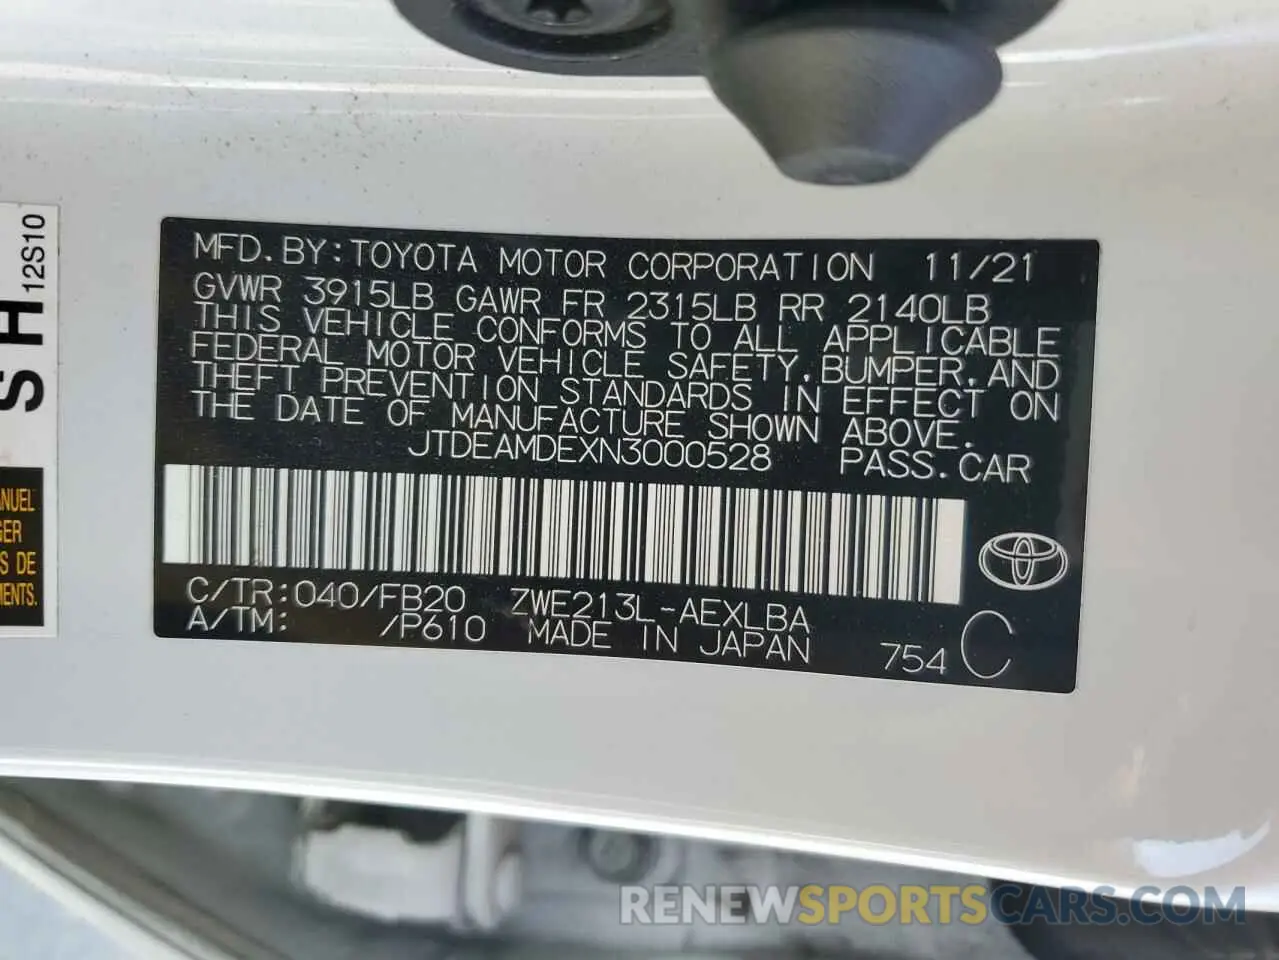 MFD.BY:TOYOTA MOTOR CORPORATION 11/21
GVWR 3915LB GAWR FR 2315LB RR 2140LB
THIS VEHICLE CONFORMS TO ALL APPLICABLE
FEDERAL MOTOR VEHICLE SAFETY,BUMPER,AND
THEFT PREVENTION STANDARDS IN EFFECT ON
THE DATE OF MANUFACTURE SHOWN ABOVE.
JTDEAMDEXN3000528 PASS.CAR
C/TR:040/FB20 ZWE213L-AEXLBA
A/TM: /P610 MADE IN JAPAN
754 C
S H 12S10
ANUEL
GER
S DE
MENTS.
RENEWSPORTSCARS.COM